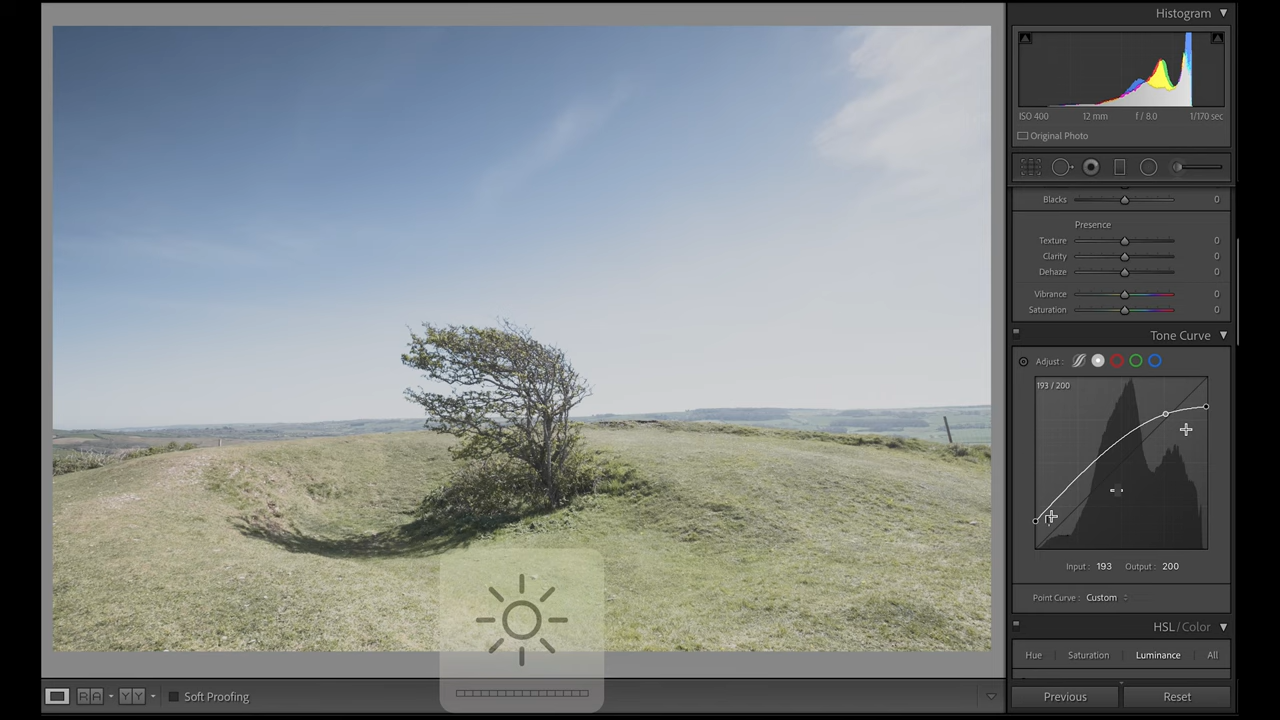 Histogram
ISO 400 12 mm f / 8.0 1/170 sec
Original Photo
Blacks 0
Presence
Texture 0
Clarity 0
Dehaze 0
Vibrance 0
Saturation 0
Tone Curve
Adjust :
193 / 200
Input : 193 Output : 200
Point Curve : Custom
HSL / Color
Hue Saturation Luminance All
R A Y Y Soft Proofing
Previous Reset